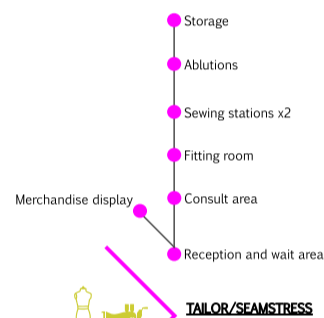 Storage
Ablutions
Sewing stations x2
Fitting room
Merchandise display
Consult area
Reception and wait area
TAILOR/SEAMSTRESS